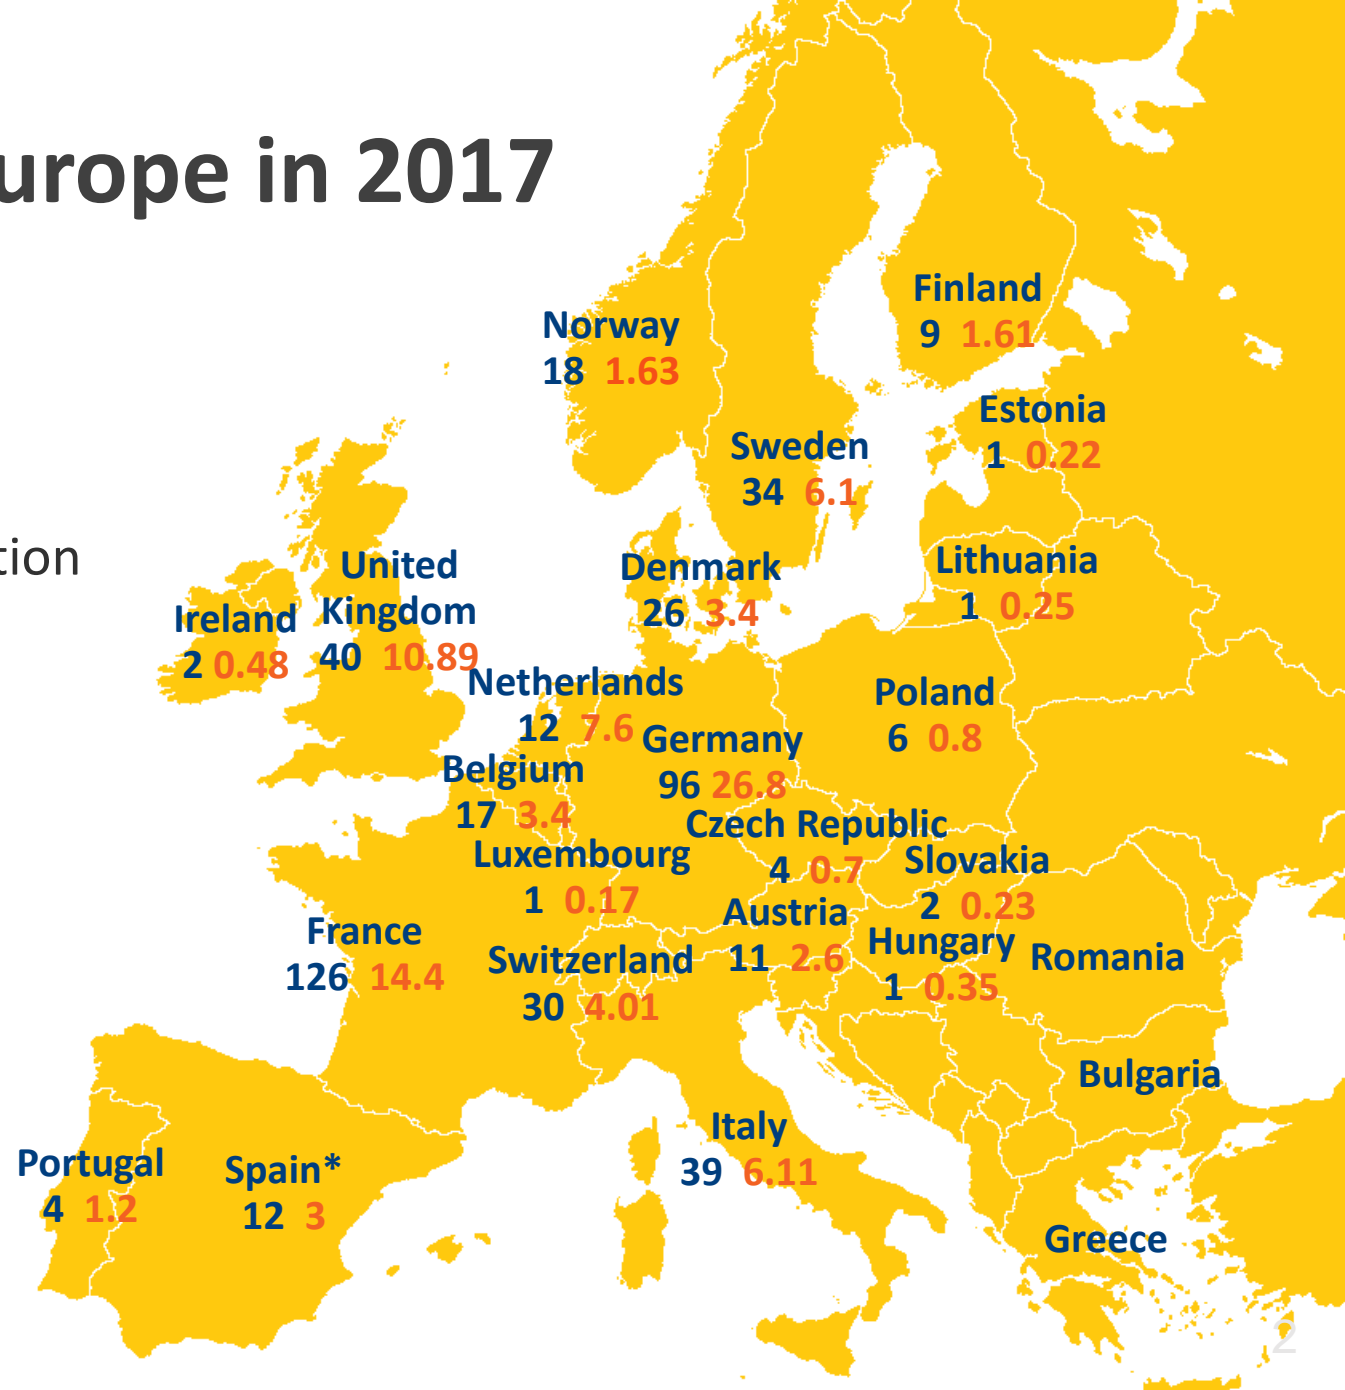 urope in 2017
tion
Finland
9 1.61
Norway
18 1.63
Estonia
1 0.22
Sweden
34 6.1
Lithuania
1 0.25
United
Kingdom
40 10.89
Denmark
26 3.4
Ireland
2 0.48
Netherlands
12 7.6
Poland
6 0.8
Germany
96 26.8
Belgium
17 3.4
Czech Republic
4 0.7
Slovakia
2 0.23
Luxembourg
1 0.17
Austria
11 2.6
France
126 14.4
Hungary
1 0.35
Romania
Switzerland
30 4.01
Bulgaria
Italy
39 6.11
Portugal
4 1.2
Spain*
12 3
Greece
2